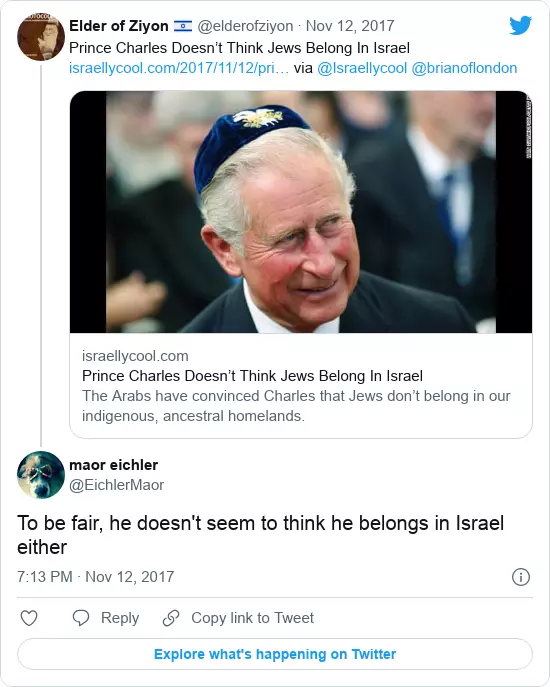 Elder of Ziyon 🇮🇱 @elderofziyon · Nov 12, 2017
Prince Charles Doesn’t Think Jews Belong In Israel
israellycool.com/2017/11/12/pri… via @Israellycool @brianoflondon
israellycool.com
Prince Charles Doesn’t Think Jews Belong In Israel
The Arabs have convinced Charles that Jews don’t belong in our
indigenous, ancestral homelands.
maor eichler
@EichlerMaor
To be fair, he doesn't seem to think he belongs in Israel
either
7:13 PM · Nov 12, 2017
Reply
Copy link to Tweet
Explore what's happening on Twitter